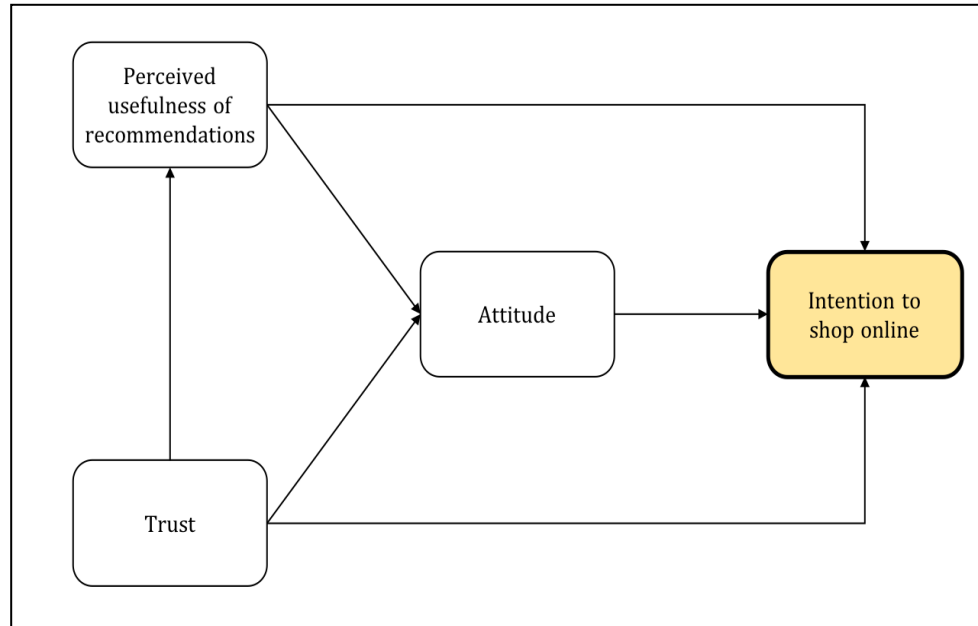 Perceived
usefulness of
recommendations
Attitude
Intention to
shop online
Trust